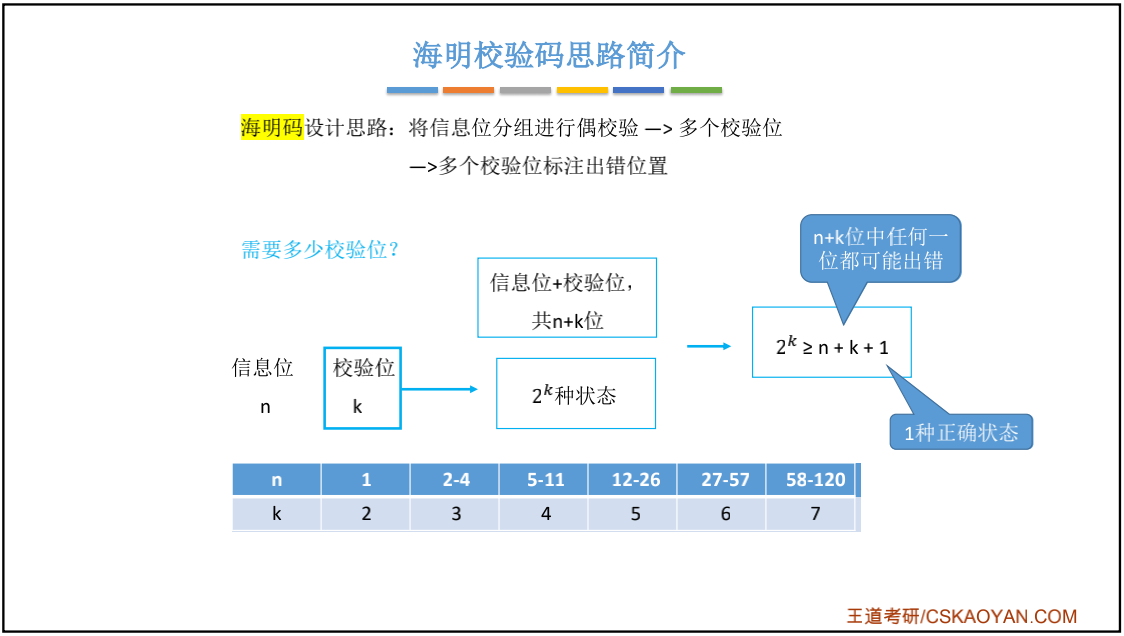 海明校验码思路简介
海明码设计思路：将信息位分组进行偶校验 —> 多个校验位
—>多个校验位标注出错位置
需要多少校验位？
n+k位中任何一
位都可能出错
信息位+校验位，
共n+k位
2^k ≥ n + k + 1
信息位 校验位
n k
2^k种状态
1种正确状态
n 1 2-4 5-11 12-26 27-57 58-120
k 2 3 4 5 6 7
王道考研/CSKAOYAN.COM